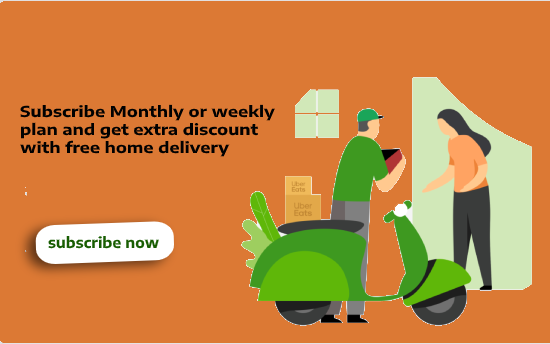 Subscribe Monthly or weekly
plan and get extra discount
with free home delivery
Uber
Eats
Uber
Eats
subscribe now